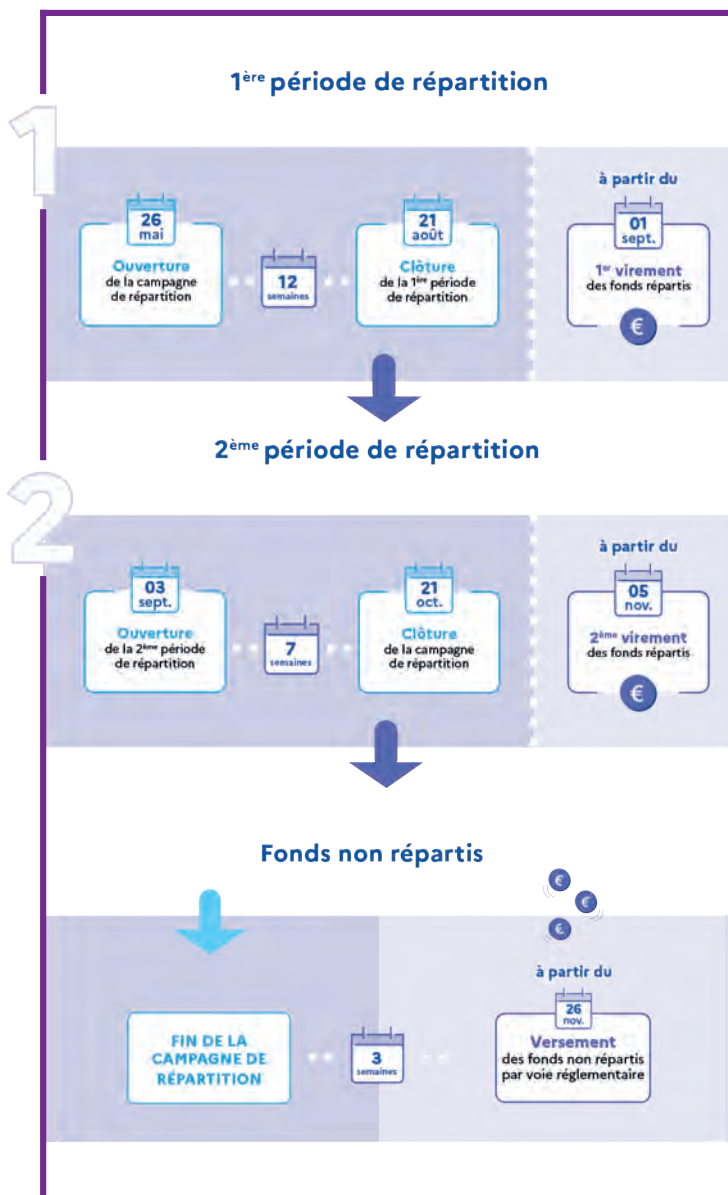 1ère période de répartition
1
26
mai
Ouverture
de la campagne
de répartition
12
semaines
21
août
Clôture
de la 1ère période
de répartition
à partir du
01
sept.
1er virement
des fonds répartis
€
2ème période de répartition
2
03
sept.
Ouverture
de la 2ème période
de répartition
7
semaines
21
oct.
Clôture
de la campagne
de répartition
à partir du
05
nov.
2ème virement
des fonds répartis
€
Fonds non répartis
€
€
€
FIN DE LA
CAMPAGNE DE
RÉPARTITION
3
semaines
à partir du
26
nov.
Versement
des fonds non répartis
par voie réglementaire